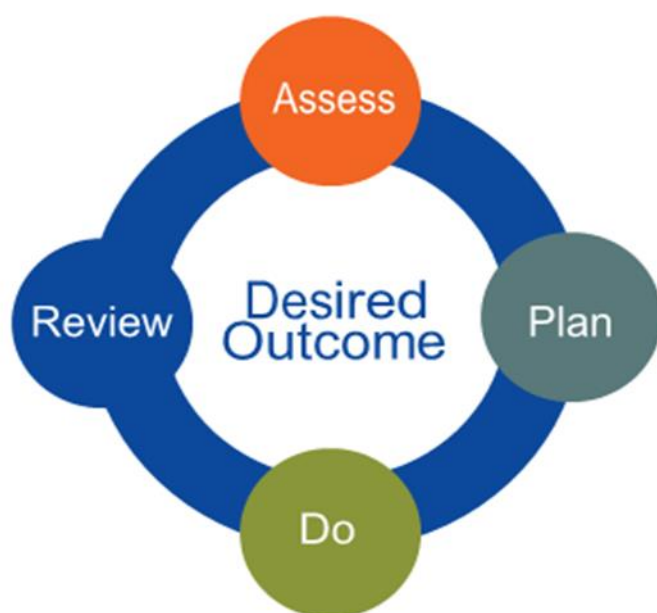 Assess
Review
Desired
Outcome
Plan
Do